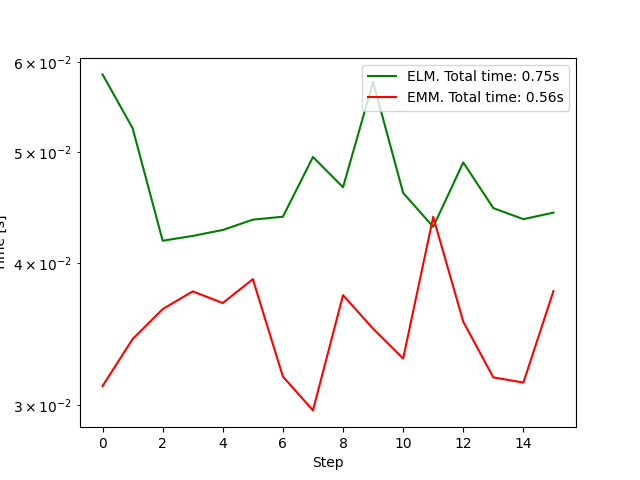 ELM. Total time: 0.75s
EMM. Total time: 0.56s
6 × 10⁻²
5 × 10⁻²
4 × 10⁻²
3 × 10⁻²
Time [s]
0 2 4 6 8 10 12 14
Step